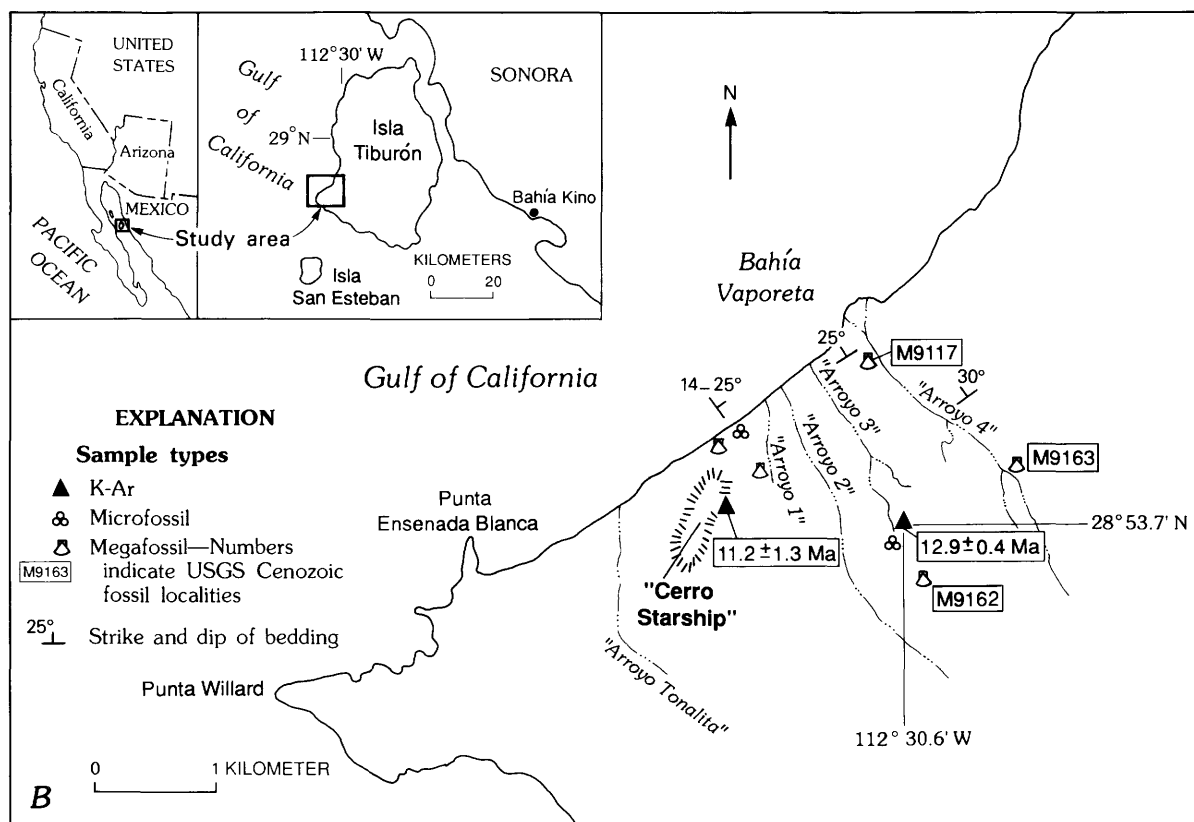 UNITED
STATES
California
Arizona
MEXICO
PACIFIC
OCEAN
Study area
112°30' W
Gulf
of
California
29°N
Isla
Tiburón
SONORA
Bahía Kino
Isla
San Esteban
KILOMETERS
0 20
N
Bahía
Vaporeta
Gulf of California
25°
M9117
30°
14–25°
"Arroyo 1"
"Arroyo 2"
"Arroyo 3"
"Arroyo 4"
M9163
28°53.7' N
11.2 ± 1.3 Ma
12.9 ± 0.4 Ma
M9162
"Cerro
Starship"
"Arroyo Tonalita"
112° 30.6' W
Punta
Ensenada Blanca
Punta Willard
EXPLANATION
Sample types
K-Ar
Microfossil
Megafossil—Numbers
indicate USGS Cenozoic
fossil localities
M9163
25° Strike and dip of bedding
0 1 KILOMETER
B